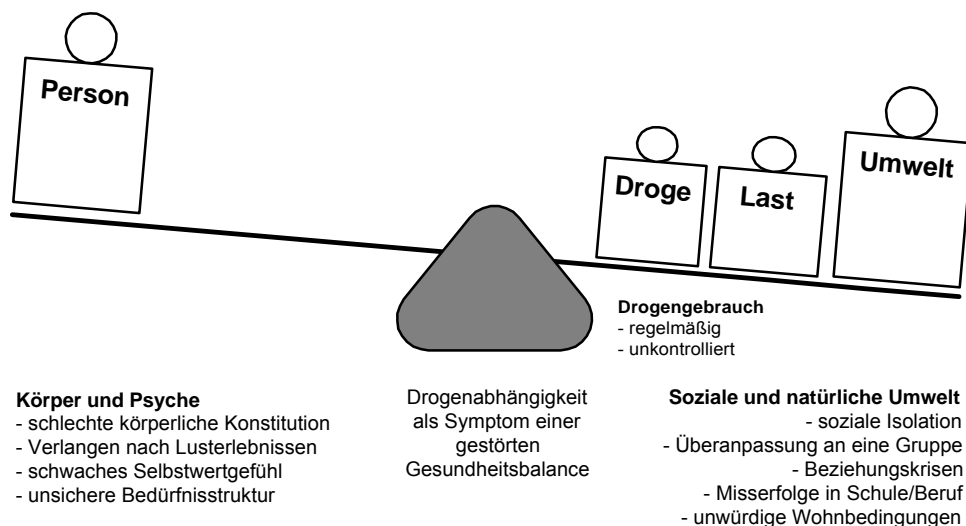 Person
Droge
Last
Umwelt
Drogengebrauch
- regelmäßig
- unkontrolliert
Körper und Psyche
- schlechte körperliche Konstitution
- Verlangen nach Lusterlebnissen
- schwaches Selbstwertgefühl
- unsichere Bedürfnisstruktur
Drogenabhängigkeit
als Symptom einer
gestörten
Gesundheitsbalance
Soziale und natürliche Umwelt
- soziale Isolation
- Überanpassung an eine Gruppe
- Beziehungskrisen
- Misserfolge in Schule/Beruf
- unwürdige Wohnbedingungen